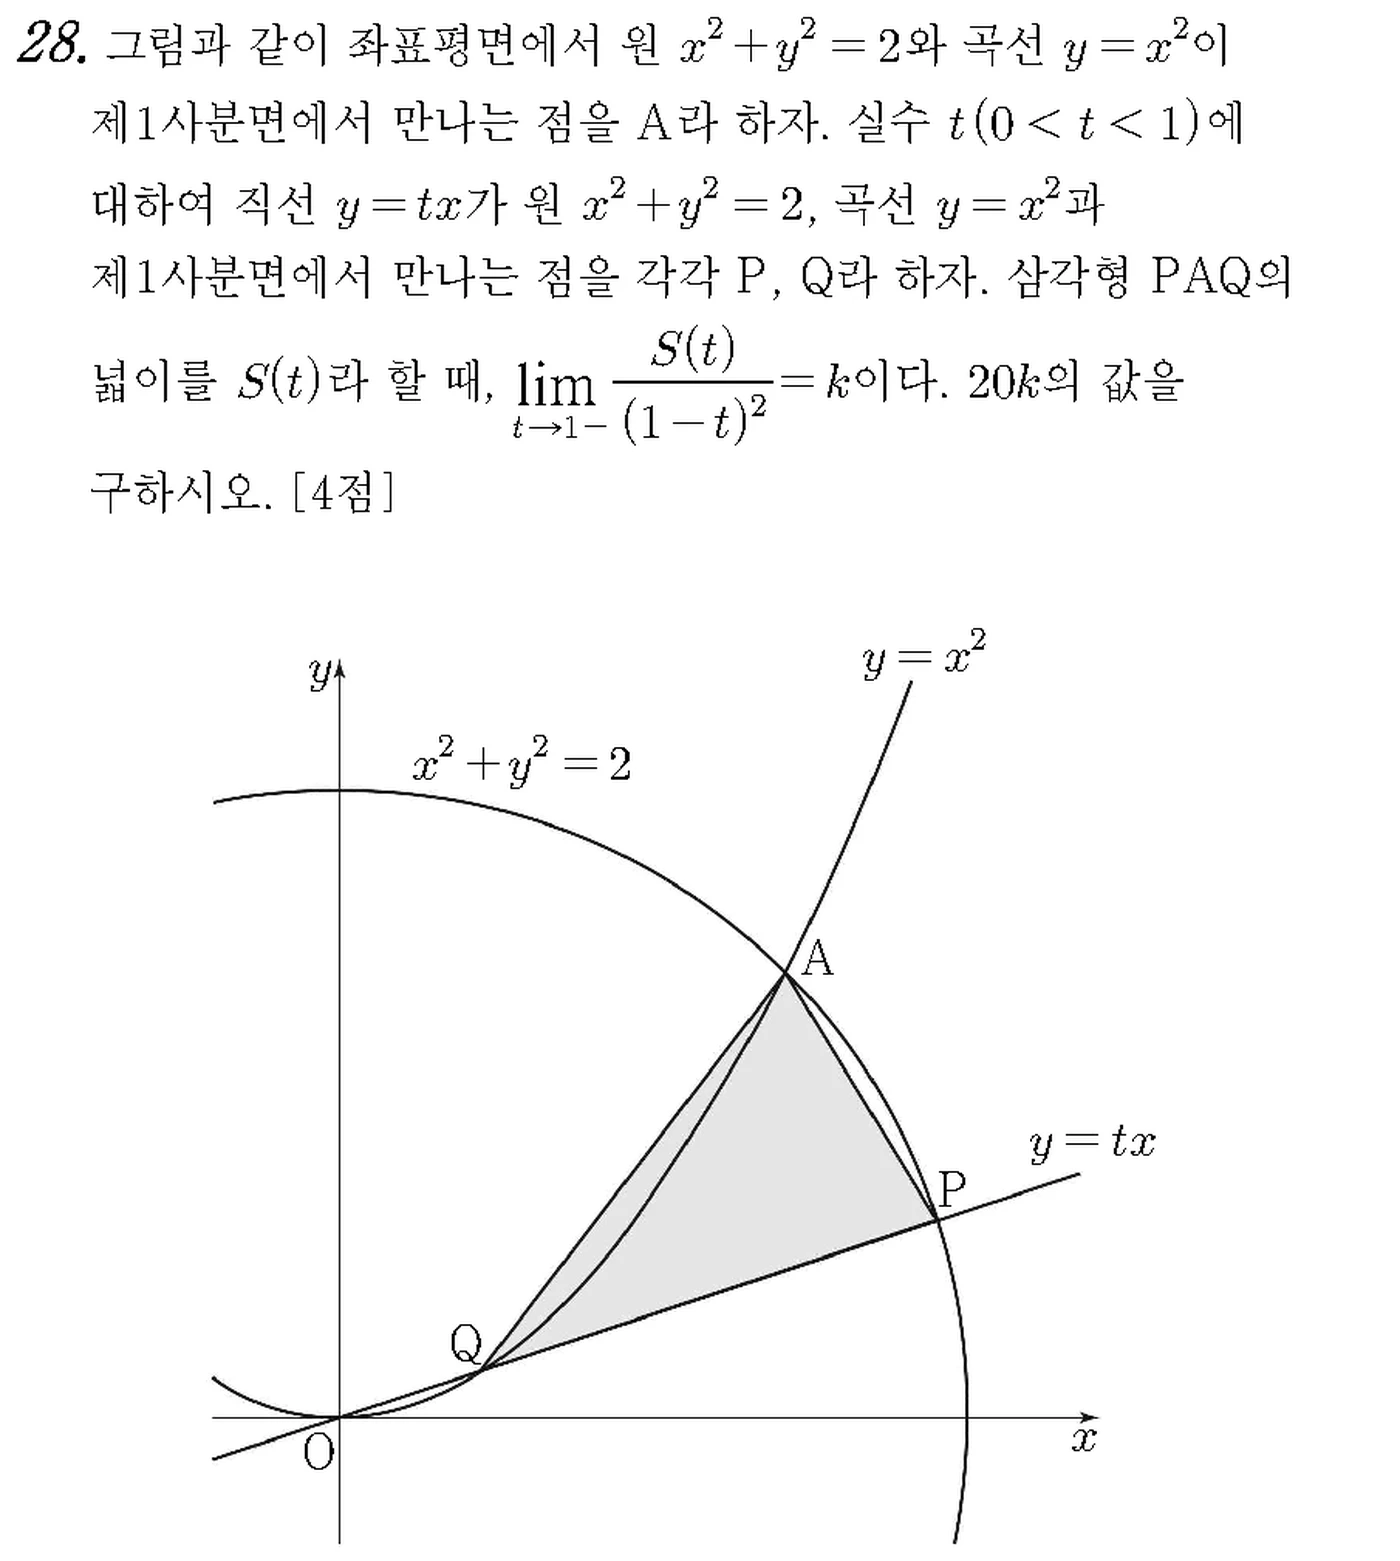 28. 그림과 같이 좌표평면에서 원 x²+y²=2와 곡선 y=x²이
제1사분면에서 만나는 점을 A라 하자. 실수 t(0<t<1)에
대하여 직선 y=tx가 원 x²+y²=2, 곡선 y=x²과
제1사분면에서 만나는 점을 각각 P, Q라 하자. 삼각형 PAQ의
넓이를 S(t)라 할 때, lim_{t→1−} S(t)/(1−t)² = k이다. 20k의 값을
구하시오. [4점]
y=x²
y
x²+y²=2
A
y=tx
P
Q
O
x